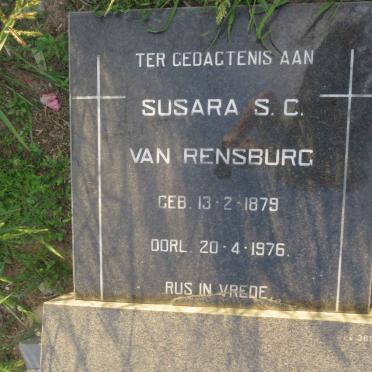 TER GEDACTENIS AAN
SUSARA S. C.
VAN RENSBURG
GEB. 13-2-1879
OORL. 20-4-1976.
RUS IN VREDE